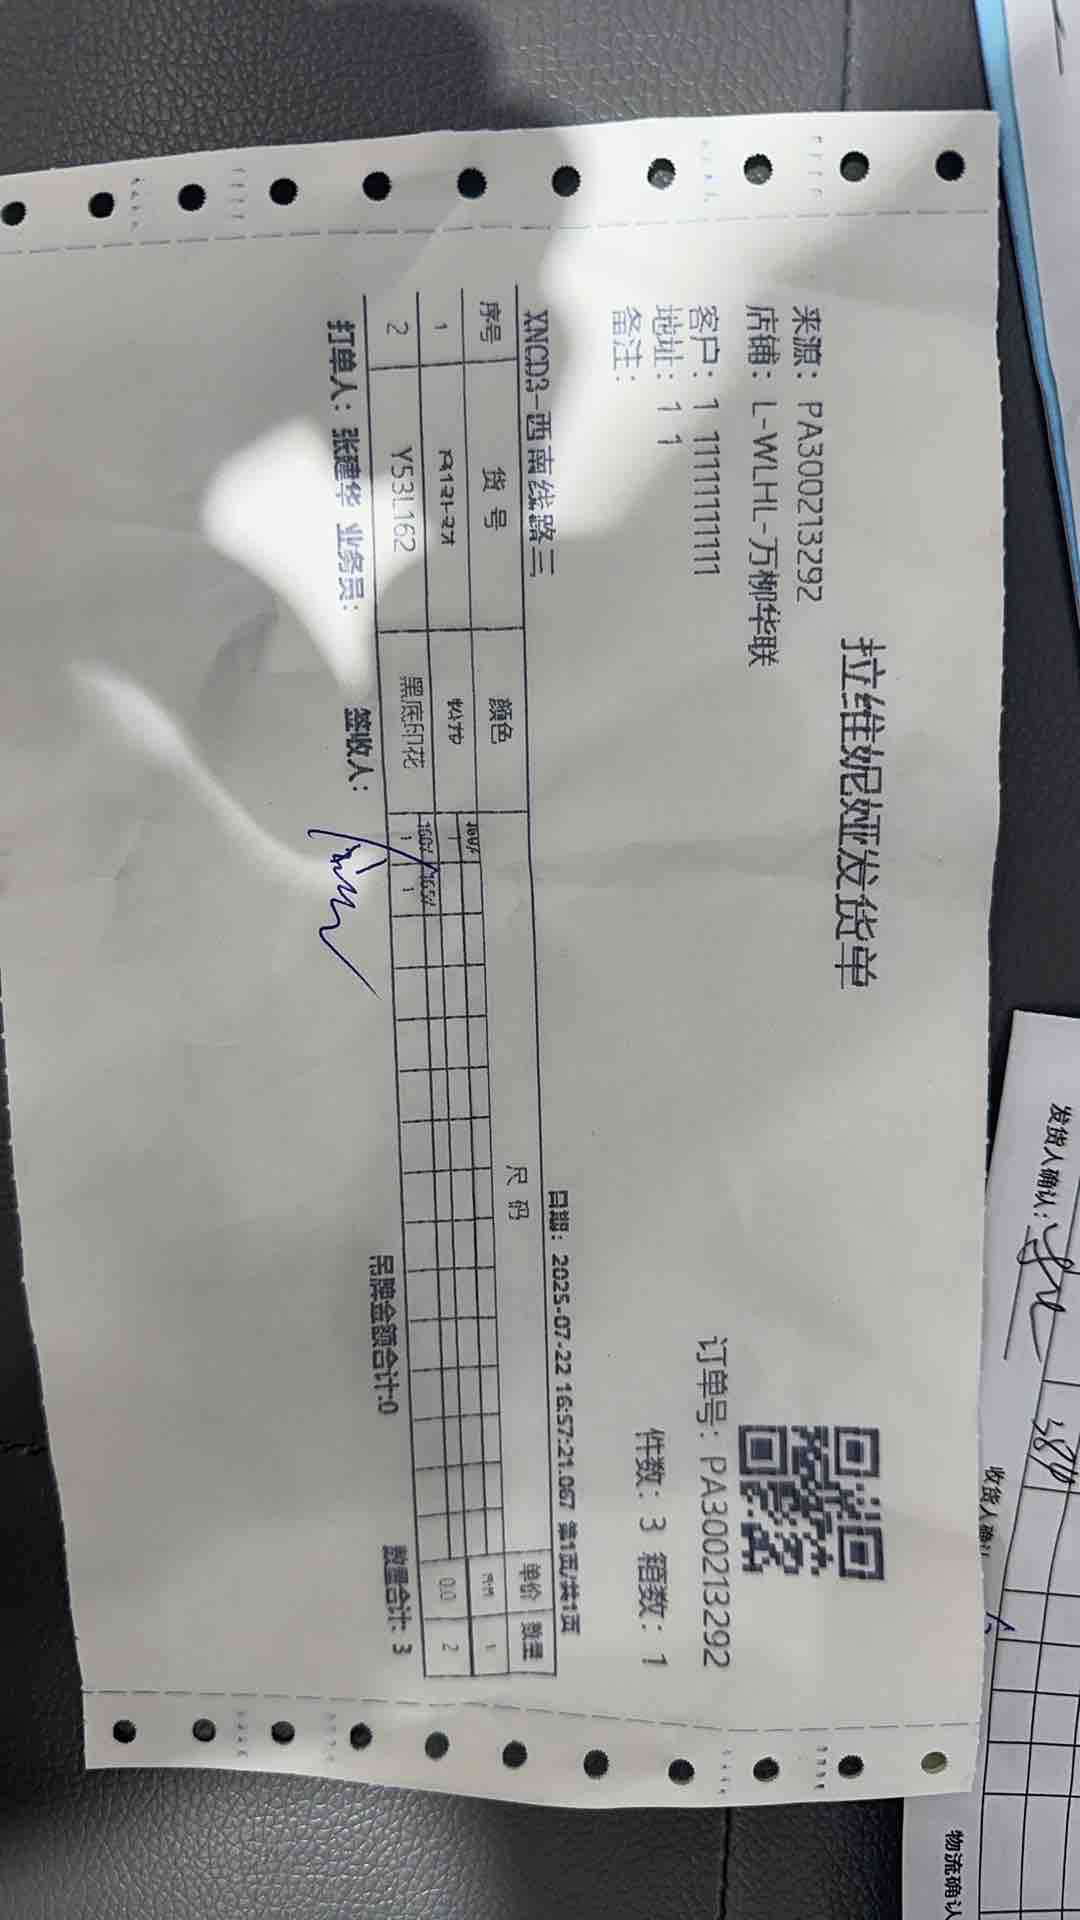 拉维妮娅发货单
来源：PA300213292
店铺：L-WLHL-万柳华联
客户：1 11111111111
地址：1 1
备注：
订单号：PA300213292
件数：3 箱数：1
XNCD3-西南线路三
日期：2025-07-22 16:57:21.067 第1页/共1页
序号 货号 颜色 尺码 单价 数量
1 1 1
2 Y53L162 黑底印花 1 1 0.0 2
打单人：张建华 业务员： 签收人： 吊牌金额合计:0 数量合计: 3
发货人确认：
收货人确认
物流确认